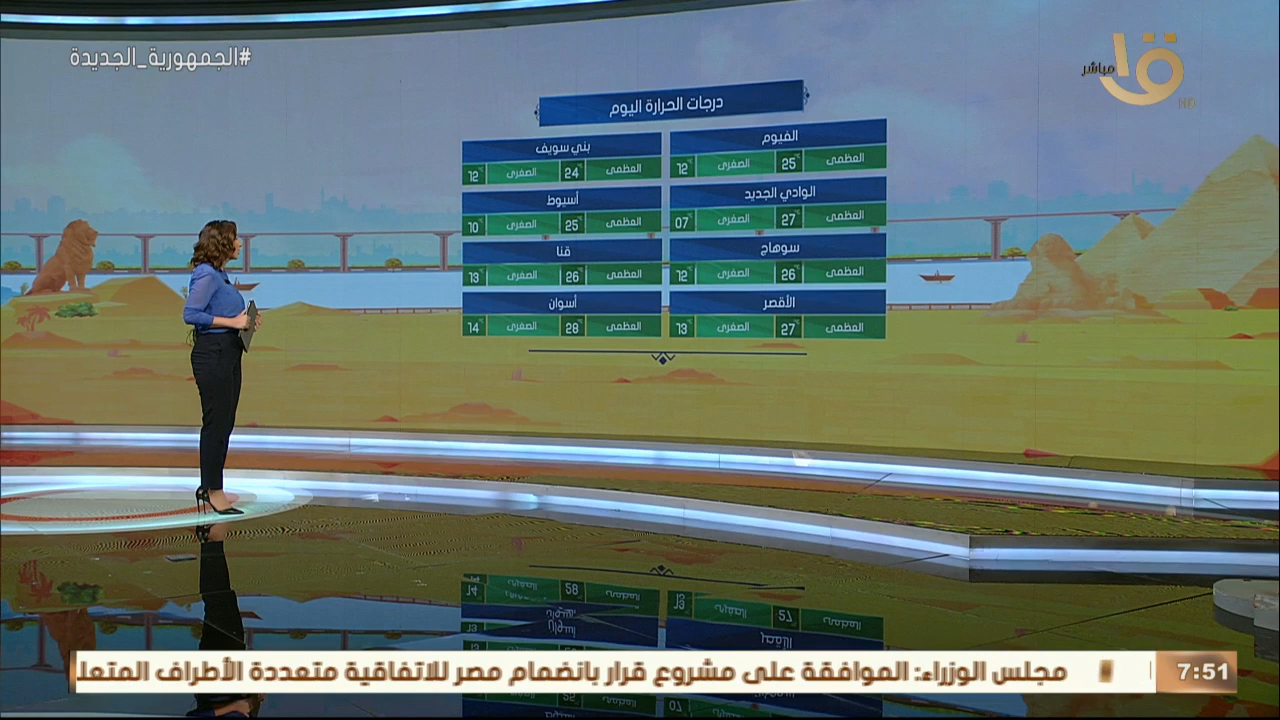 #الجمهورية_الجديدة
مباشر
HD
درجات الحرارة اليوم
الفيوم
العظمى 25 الصغرى 12
بني سويف
العظمى 24 الصغرى 12
الوادي الجديد
العظمى 27 الصغرى 07
أسيوط
العظمى 25 الصغرى 10
سوهاج
العظمى 26 الصغرى 12
قنا
العظمى 26 الصغرى 13
الأقصر
العظمى 27 الصغرى 13
أسوان
العظمى 28 الصغرى 14
7:51
مجلس الوزراء: الموافقة على مشروع قرار بانضمام مصر للاتفاقية متعددة الأطراف المتعل